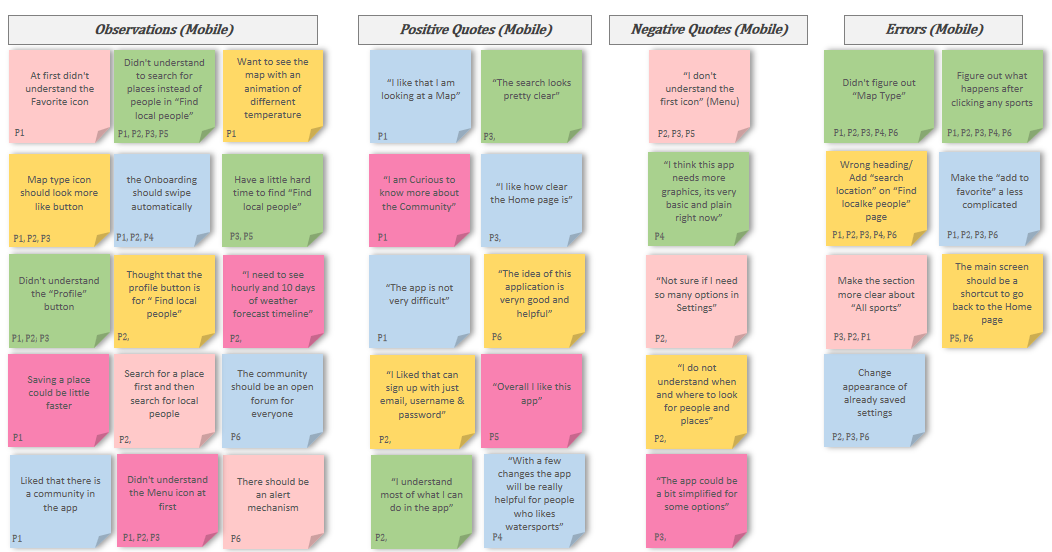 Observations (Mobile)
At first didn't
understand the
Favorite icon
P1
Didn't understand
to search for
places instead of
people in “Find
local people”
P1, P2, P3, P5
Want to see the
map with an
animation of
differrent
temperature
P1
Map type icon
should look more
like button
P1, P2, P3
the Onboarding
should swipe
automatically
P1, P2, P4
Have a little hard
time to find “Find
local people”
P3, P5
Didn't understand
the “Profile”
button
P1, P2, P3
Thought that the
profile button is
for “ Find local
people”
P2,
“I need to see
hourly and 10 days
of weather
forecast timeline”
P2,
Saving a place
could be little
faster
P1
Search for a place
first and then
search for local
people
P2,
The community
should be an open
forum for
everyone
P6
Liked that there is
a community in
the app
P1
Didn't understand
the Menu icon at
first
P1, P2, P3
There should be
an alert
mechanism
P6
Positive Quotes (Mobile)
“I like that I am
looking at a Map”
P1
“The search looks
pretty clear”
P3,
“I am Curious to
know more about
the Community”
P1
“I like how clear
the Home page is”
P3,
“The app is not
very difficult”
P1
“The idea of this
application is
veryn good and
helpful”
P6
“I Liked that can
sign up with just
email, username &
password”
P2,
“Overall I like this
app”
P5
“I understand
most of what I can
do in the app”
P2,
“With a few
changes the app
will be really
helpful for people
who likes
watersports”
P4
Negative Quotes (Mobile)
“I don't
understand the
first icon” (Menu)
P2, P3, P5
“I think this app
needs more
graphics, its very
basic and plain
right now”
P4
“Not sure if I need
so many options in
Settings”
P2,
“I do not
understand when
and where to look
for people and
places”
P2,
“The app could be
a bit simplified for
some options”
P3,
Errors (Mobile)
Didn't figure out
“Map Type”
P1, P2, P3, P4, P6
Figure out what
happens after
clicking any sports
P1, P2, P3, P4, P6
Wrong heading/
Add “search
location” on “Find
localke people”
page
P1, P2, P3, P4, P6
Make the “add to
favorite” a less
complicated
P1, P2, P3, P6
Make the section
more clear about
“All sports”
P3, P2, P1
The main screen
should be a
shortcut to go
back to the Home
page
P5, P6
Change
appearance of
already saved
settings
P2, P3, P6